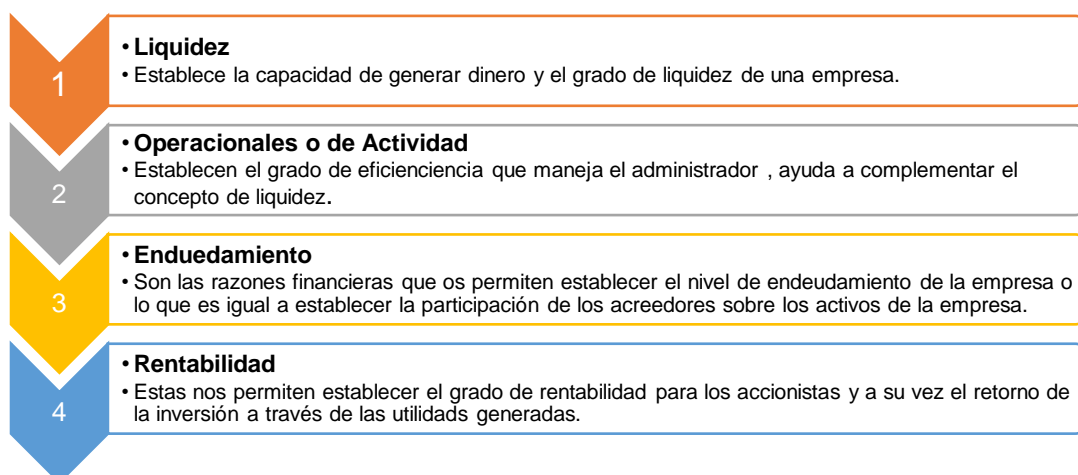 1
• Liquidez
• Establece la capacidad de generar dinero y el grado de liquidez de una empresa.
2
• Operacionales o de Actividad
• Establecen el grado de eficienciencia que maneja el administrador , ayuda a complementar el
concepto de liquidez.
3
• Enduedamiento
• Son las razones financieras que os permiten establecer el nivel de endeudamiento de la empresa o
lo que es igual a establecer la participación de los acreedores sobre los activos de la empresa.
4
• Rentabilidad
• Estas nos permiten establecer el grado de rentabilidad para los accionistas y a su vez el retorno de
la inversión a través de las utilidads generadas.